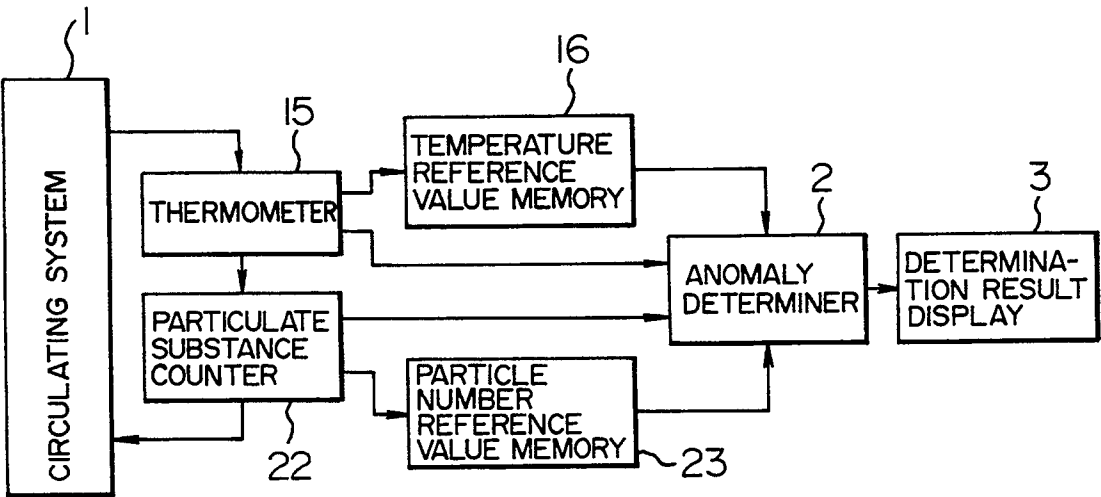 1
CIRCULATING SYSTEM
15
THERMOMETER
16
TEMPERATURE
REFERENCE
VALUE MEMORY
PARTICULATE
SUBSTANCE
COUNTER
22
PARTICLE
NUMBER
REFERENCE
VALUE MEMORY
23
2
ANOMALY
DETERMINER
3
DETERMINA-
TION RESULT
DISPLAY